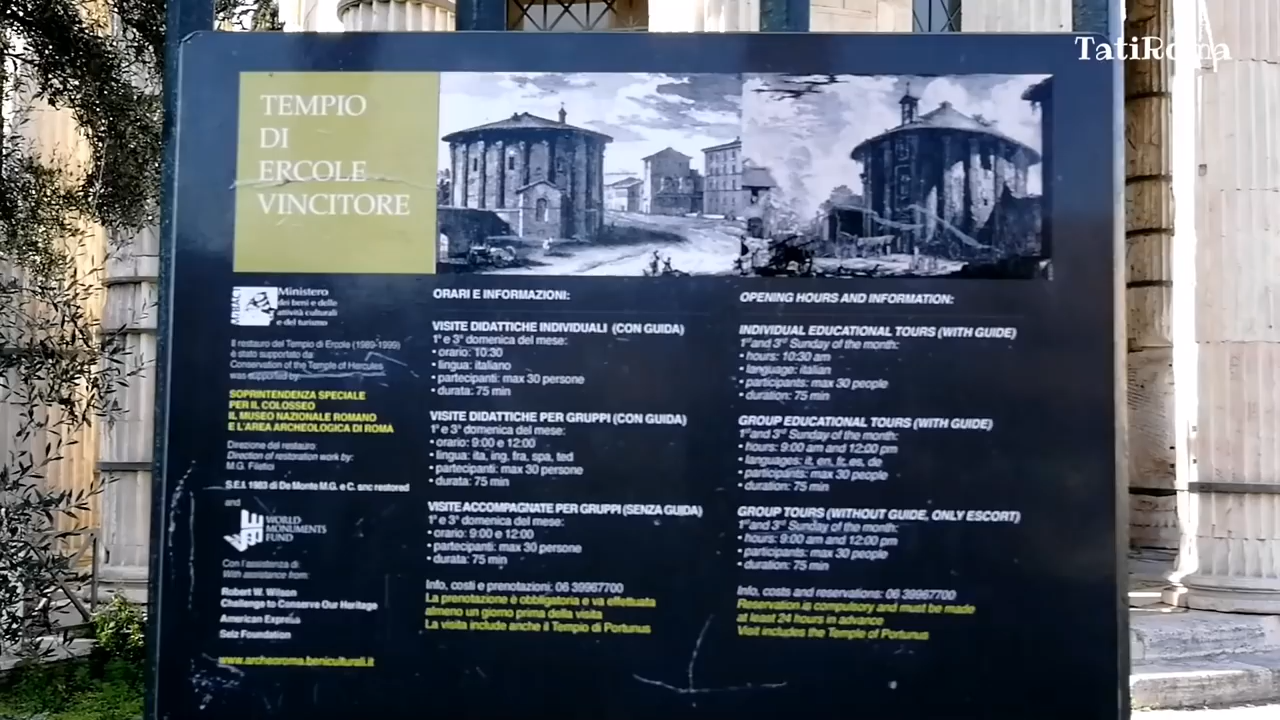 TatiRoma
TEMPIO
DI
ERCOLE
VINCITORE
Ministero
dei beni e delle
attività culturali
e del turismo
Il restauro del Tempio di Ercole (1989-1999)
è stato supportato da:
Conservation of the Temple of Hercules
was supported by:
SOPRINTENDENZA SPECIALE
PER IL COLOSSEO
IL MUSEO NAZIONALE ROMANO
E L'AREA ARCHEOLOGICA DI ROMA
Direzione del restauro:
Direction of restoration work by:
M.G. Filetici
S.E.I. 1983 di De Monte M.G. e C. snc restored
and
WORLD
MONUMENTS
FUND
Con l'assistenza di:
With assistance from:
Robert W. Wilson
Challenge to Conserve Our Heritage
American Express
Selz Foundation
www.archeoroma.beniculturali.it
ORARI E INFORMAZIONI:
VISITE DIDATTICHE INDIVIDUALI (CON GUIDA)
1ª e 3ª domenica del mese:
• orario: 10:30
• lingua: italiano
• partecipanti: max 30 persone
• durata: 75 min
VISITE DIDATTICHE PER GRUPPI (CON GUIDA)
1ª e 3ª domenica del mese:
• orario: 9:00 e 12:00
• lingua: ita, ing, fra, spa, ted
• partecipanti: max 30 persone
• durata: 75 min
VISITE ACCOMPAGNATE PER GRUPPI (SENZA GUIDA)
1ª e 3ª domenica del mese:
• orario: 9:00 e 12:00
• partecipanti: max 30 persone
• durata: 75 min
Info, costi e prenotazioni: 06 39967700
La prenotazione è obbligatoria e va effettuata
almeno un giorno prima della visita
La visita include anche il Tempio di Portunus
OPENING HOURS AND INFORMATION:
INDIVIDUAL EDUCATIONAL TOURS (WITH GUIDE)
1st and 3rd Sunday of the month:
• hours: 10:30 am
• language: italian
• participants: max 30 people
• duration: 75 min
GROUP EDUCATIONAL TOURS (WITH GUIDE)
1st and 3rd Sunday of the month:
• hours: 9:00 am and 12:00 pm
• languages: it, en, fr, es, de
• participants: max 30 people
• duration: 75 min
GROUP TOURS (WITHOUT GUIDE, ONLY ESCORT)
1st and 3rd Sunday of the month:
• hours: 9:00 am and 12:00 pm
• participants: max 30 people
• duration: 75 min
Info, costs and reservations: 06 39967700
Reservation is compulsory and must be made
at least 24 hours in advance
Visit includes the Temple of Portunus